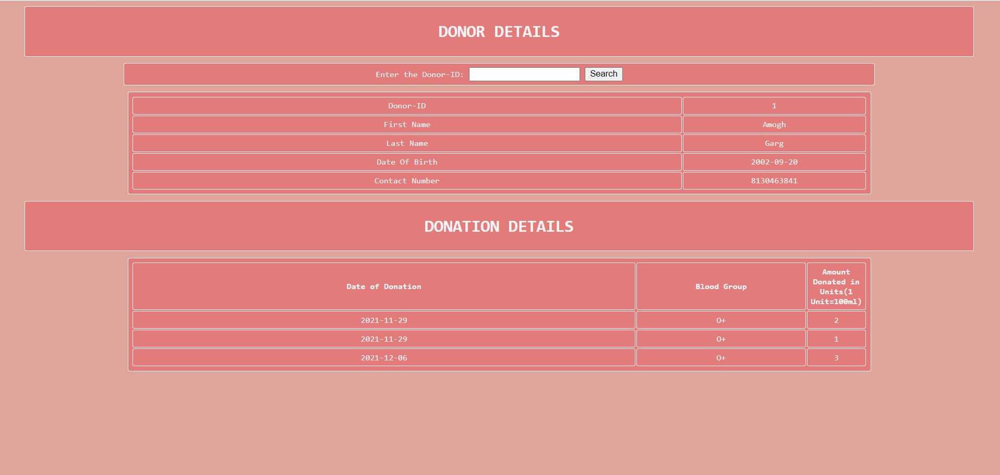 DONOR DETAILS
Enter the Donor-ID: Search
Donor-ID 1
First Name Amogh
Last Name Garg
Date Of Birth 2002-09-20
Contact Number 8130463841
DONATION DETAILS
Date of Donation Blood Group Amount
Donated in
Units(1
Unit=100ml)
2021-11-29 O+ 2
2021-11-29 O+ 1
2021-12-06 O+ 3